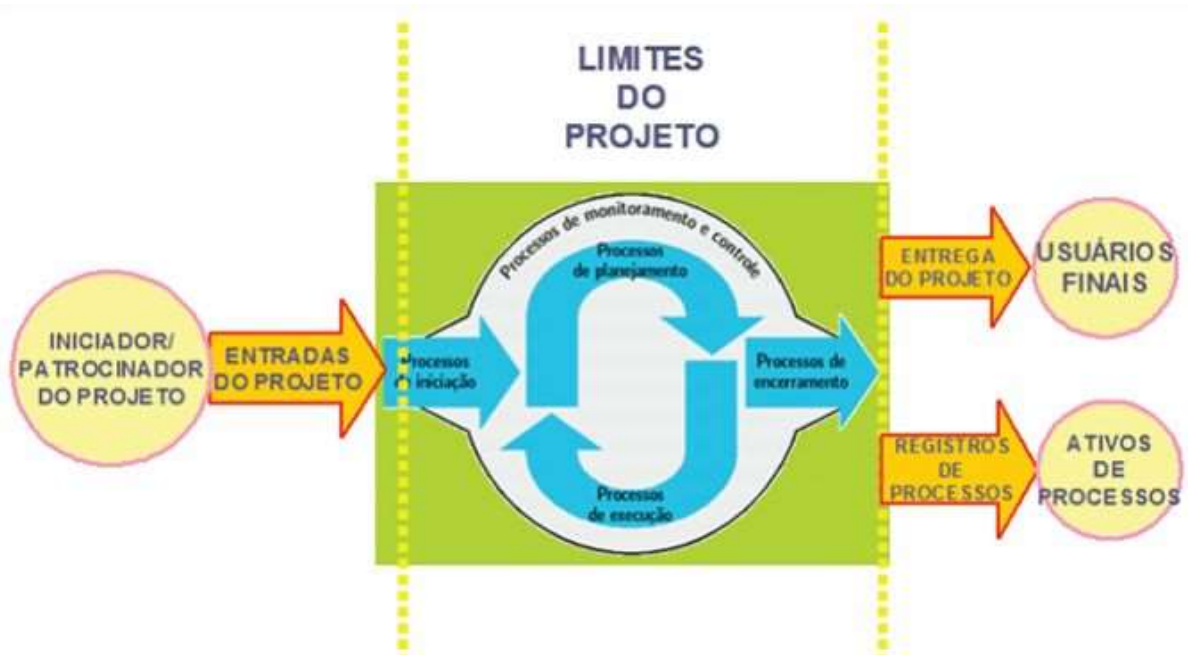 LIMITES
DO
PROJETO
INICIADOR/
PATROCINADOR
DO PROJETO
ENTRADAS
DO PROJETO
Processos de monitoramento e controle
Processos
de planejamento
Processos
de iniciação
Processos de
encerramento
Processos
de execução
ENTREGA
DO PROJETO
USUÁRIOS
FINAIS
REGISTROS
DE
PROCESSOS
ATIVOS
DE
PROCESSOS